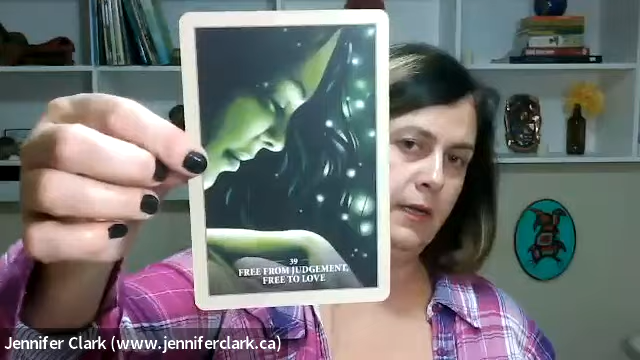 39
FREE FROM JUDGEMENT,
FREE TO LOVE
Jennifer Clark (www.jenniferclark.ca)